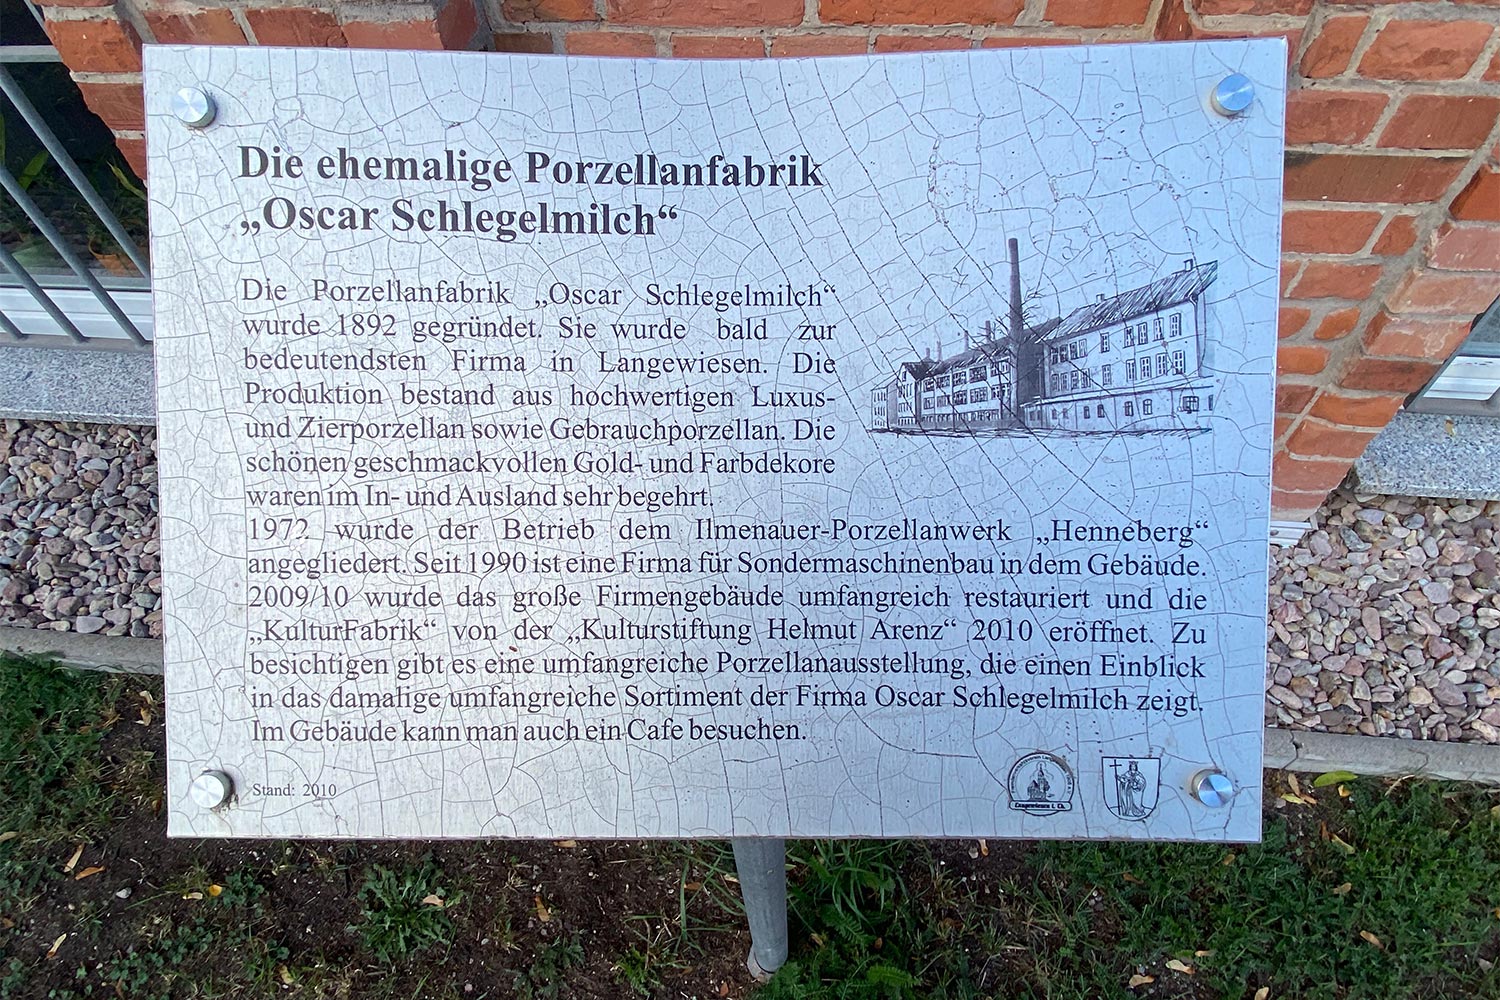 Die ehemalige Porzellanfabrik
„Oscar Schlegelmilch“
Die Porzellanfabrik „Oscar Schlegelmilch“
wurde 1892 gegründet. Sie wurde bald zur
bedeutendsten Firma in Langewiesen. Die
Produktion bestand aus hochwertigen Luxus-
und Zierporzellan sowie Gebrauchporzellan. Die
schönen geschmackvollen Gold- und Farbdekore
waren im In- und Ausland sehr begehrt.
1972 wurde der Betrieb dem Ilmenauer-Porzellanwerk „Henneberg“
angegliedert. Seit 1990 ist eine Firma für Sondermaschinenbau in dem Gebäude.
2009/10 wurde das große Firmengebäude umfangreich restauriert und die
„KulturFabrik“ von der „Kulturstiftung Helmut Arenz“ 2010 eröffnet. Zu
besichtigen gibt es eine umfangreiche Porzellanausstellung, die einen Einblick
in das damalige umfangreiche Sortiment der Firma Oscar Schlegelmilch zeigt.
Im Gebäude kann man auch ein Cafe besuchen.
Stand: 2010